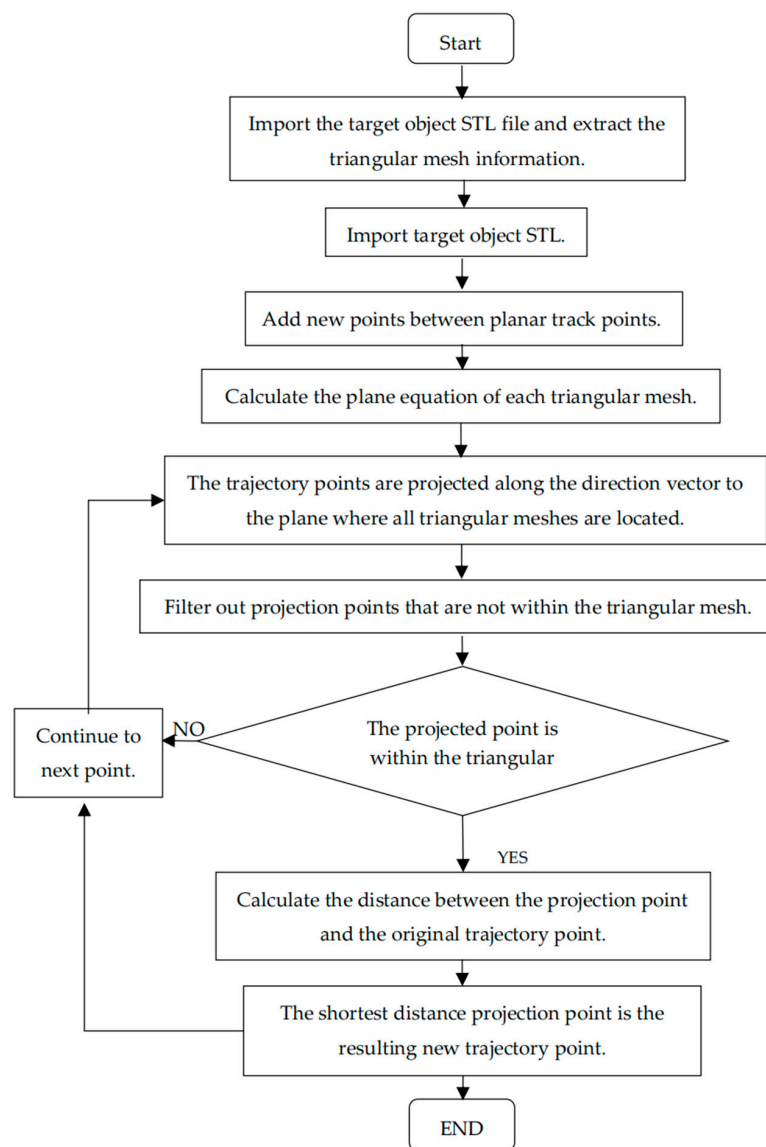 Start
Import the target object STL file and extract the
triangular mesh information.
Import target object STL.
Add new points between planar track points.
Calculate the plane equation of each triangular mesh.
The trajectory points are projected along the direction vector to
the plane where all triangular meshes are located.
Filter out projection points that are not within the triangular mesh.
The projected point is
within the triangular
NO
Continue to
next point.
YES
Calculate the distance between the projection point
and the original trajectory point.
The shortest distance projection point is the
resulting new trajectory point.
END